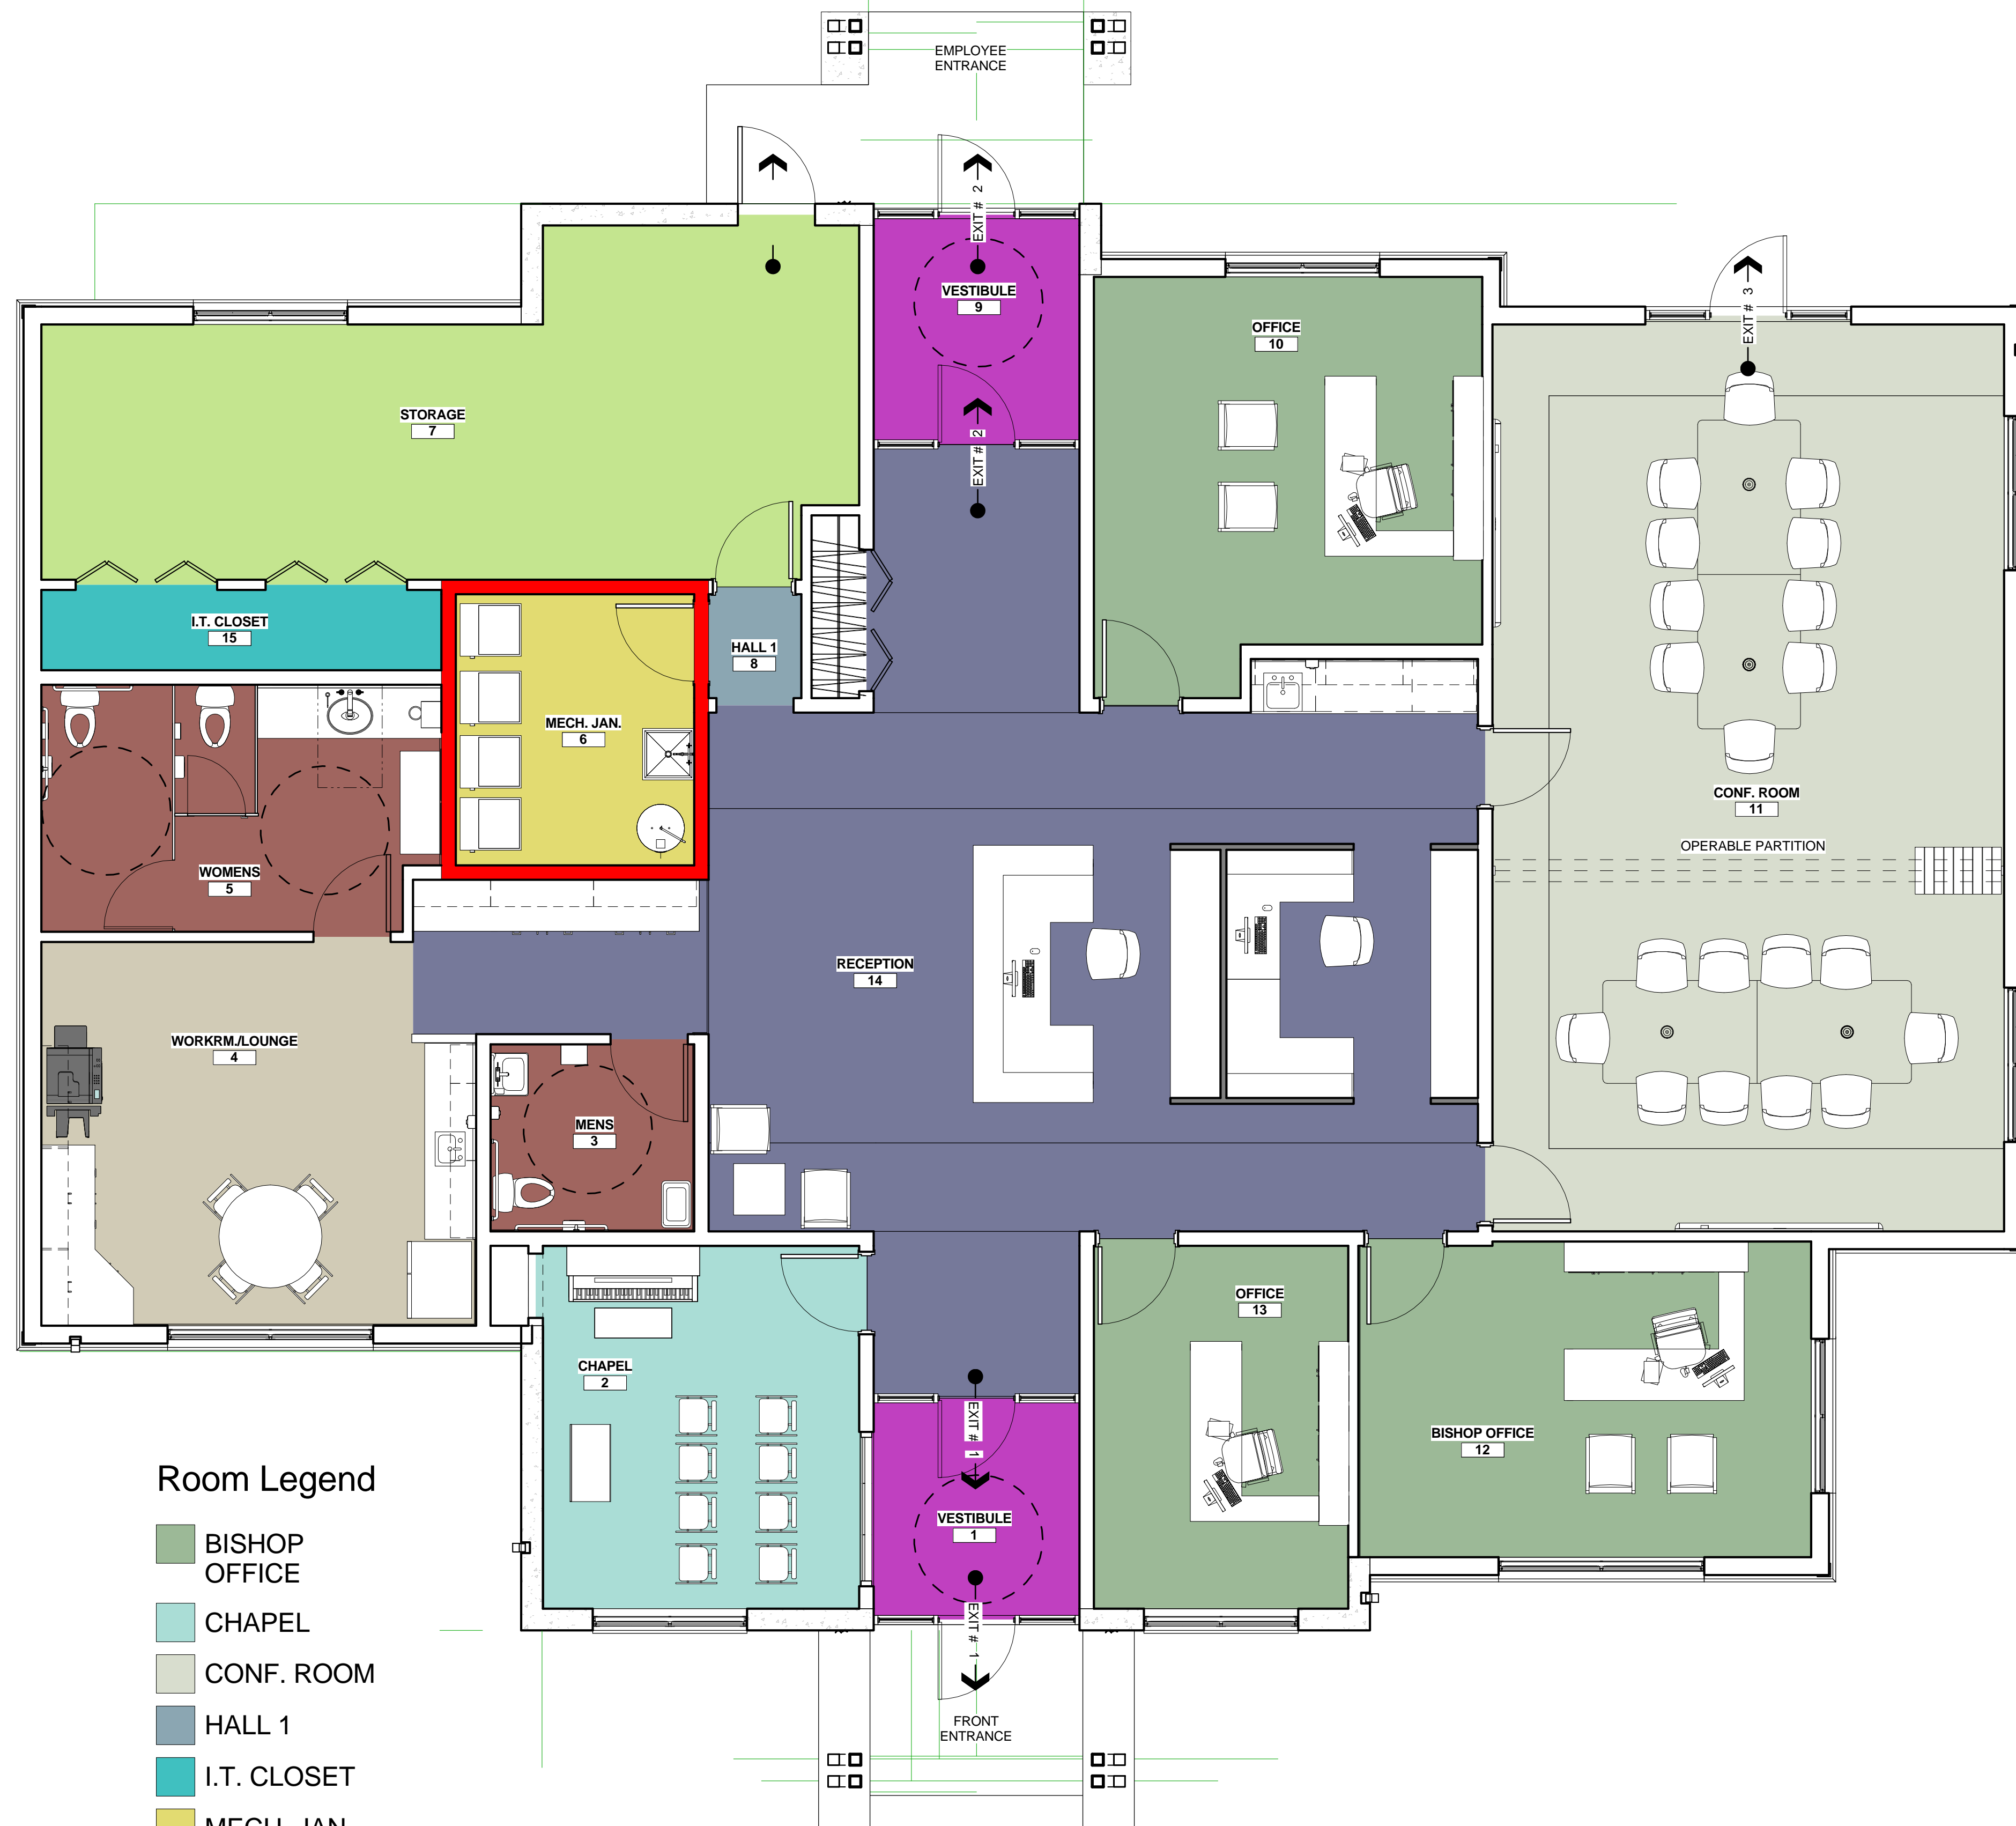 EMPLOYEE
ENTRANCE
EXIT # 2
VESTIBULE
9
EXIT # 3
OFFICE
10
STORAGE
7
EXIT # 2
I.T. CLOSET
15
HALL 1
8
MECH. JAN.
6
CONF. ROOM
11
OPERABLE PARTITION
WOMENS
5
RECEPTION
14
WORKRM./LOUNGE
4
MENS
3
OFFICE
13
CHAPEL
2
EXIT # 1
BISHOP OFFICE
12
VESTIBULE
1
EXIT # 1
FRONT
ENTRANCE
Room Legend
BISHOP
OFFICE
CHAPEL
CONF. ROOM
HALL 1
I.T. CLOSET
MECH. JAN.